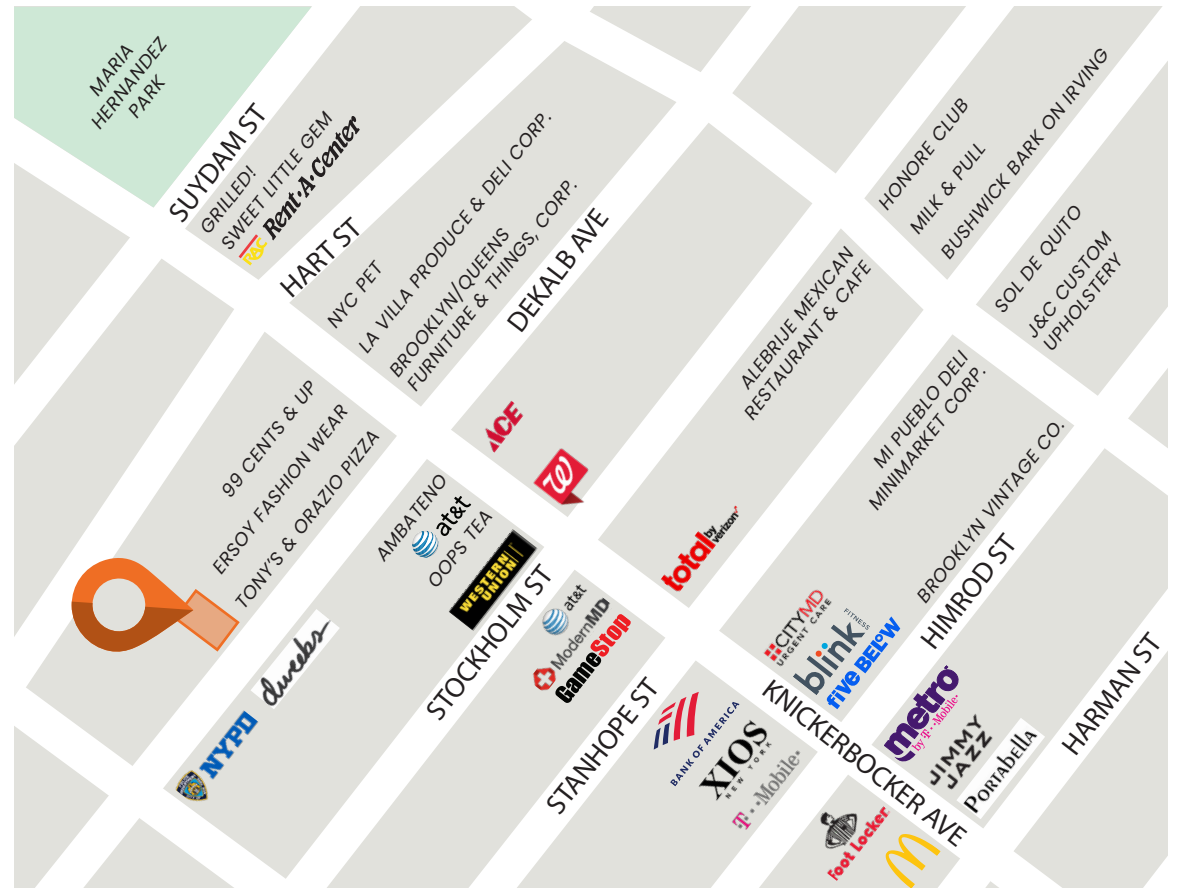 MARIA
HERNANDEZ
PARK
SUYDAM ST
GRILLED!
SWEET LITTLE GEM
RAC Rent·A·Center
HART ST
NYC PET
LA VILLA PRODUCE & DELI CORP.
BROOKLYN/QUEENS
FURNITURE & THINGS, CORP.
DEKALB AVE
HONORE CLUB
MILK & PULL
BUSHWICK BARK ON IRVING
SOL DE QUITO
J&C CUSTOM
UPHOLSTERY
ALEBRIJE MEXICAN
RESTAURANT & CAFE
MI PUEBLO DELI
MINIMARKET CORP.
BROOKLYN VINTAGE CO.
99 CENTS & UP
ERSOY FASHION WEAR
TONY'S & ORAZIO PIZZA
ACE
W
AMBATENO
at&t
OOPS TEA
WESTERN
UNION
STOCKHOLM ST
at&t
ModernMD
GameStop
total by verizon
dweebs
NYPD
STANHOPE ST
CITYMD
URGENT CARE
blink
FITNESS
five BELOW
HIMROD ST
KNICKERBOCKER AVE
BANK OF AMERICA
XIOS
NEW YORK
T··Mobile·
metro
by T··Mobile·
JIMMY
JAZZ
PORTABELLA
HARMAN ST
Foot Locker
M